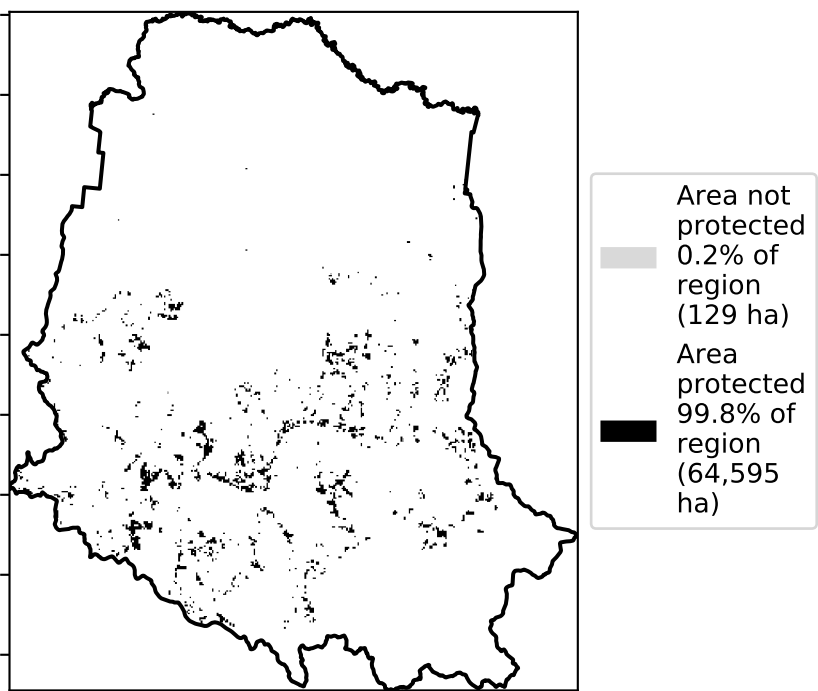 Area not
protected
0.2% of
region
(129 ha)
Area
protected
99.8% of
region
(64,595
ha)